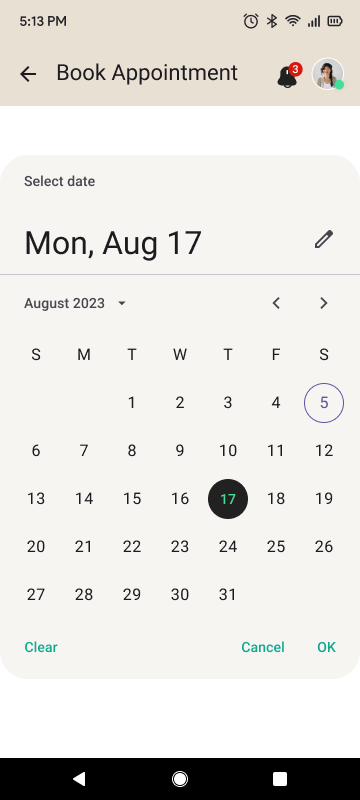 5:13 PM
Book Appointment
3
Select date
Mon, Aug 17
August 2023
S M T W T F S
1 2 3 4 5
6 7 8 9 10 11 12
13 14 15 16 17 18 19
20 21 22 23 24 25 26
27 28 29 30 31
Clear Cancel OK